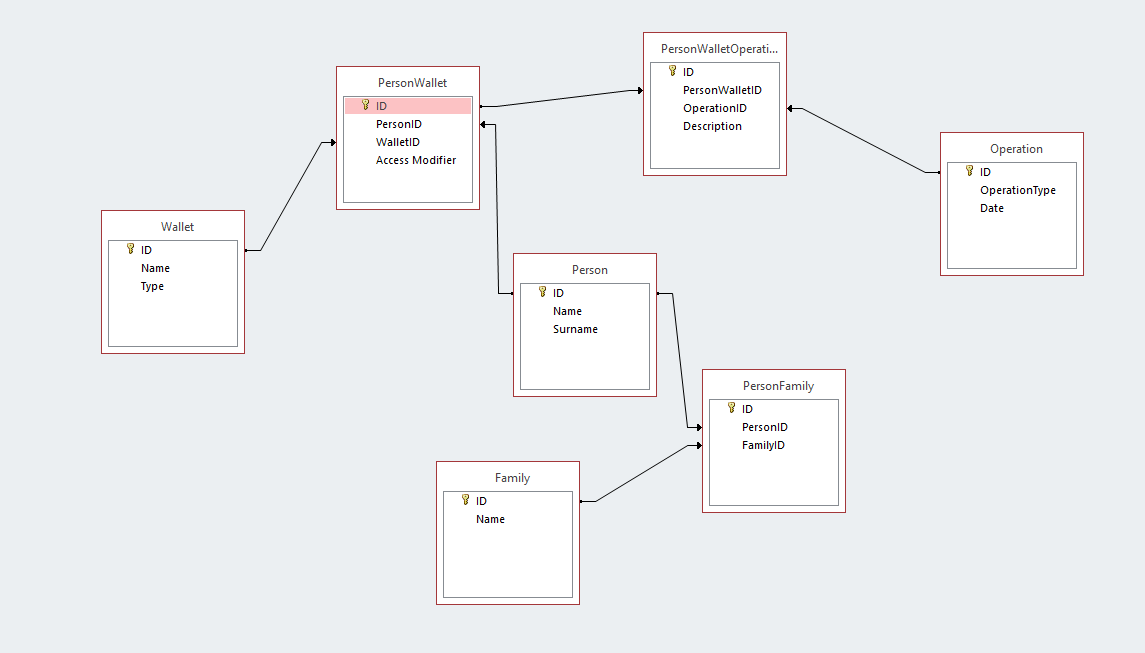 PersonWalletOperati...
ID
PersonWalletID
OperationID
Description
PersonWallet
ID
PersonID
WalletID
Access Modifier
Operation
ID
OperationType
Date
Wallet
ID
Name
Type
Person
ID
Name
Surname
PersonFamily
ID
PersonID
FamilyID
Family
ID
Name